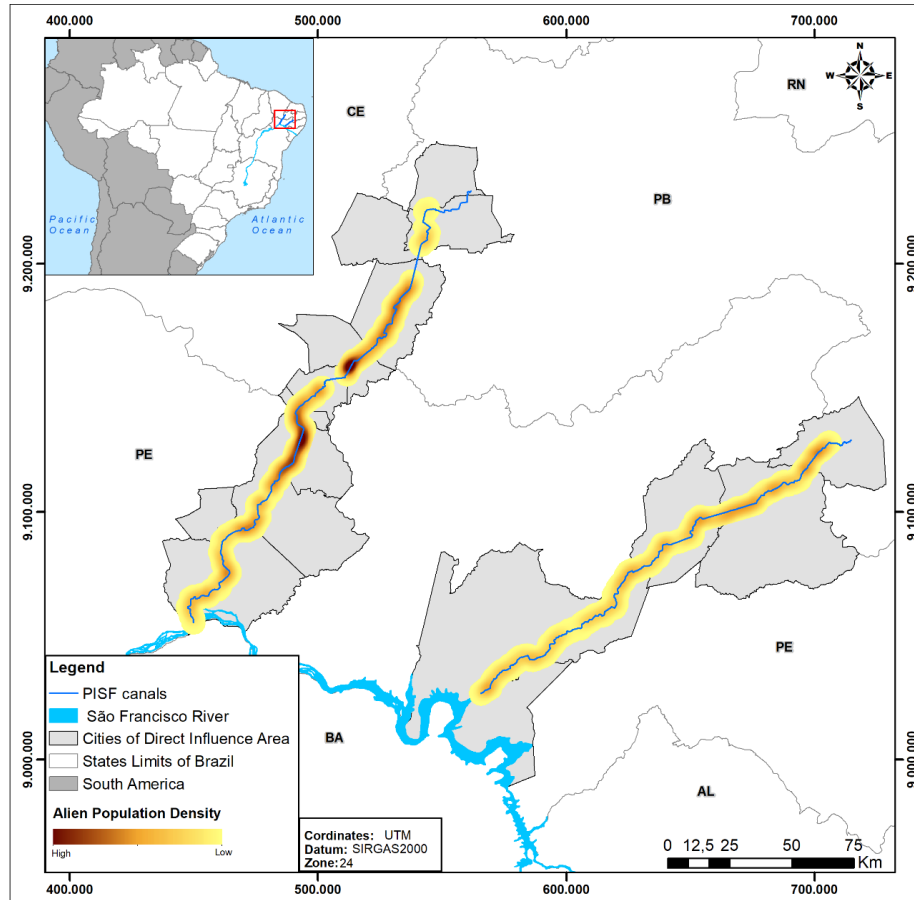 400.000 500.000 600.000 700.000
N
W E
S
RN
CE
PB
Pacific
Ocean
Atlantic
Ocean
9.200.000 9.200.000
PE
9.100.000 9.100.000
PE
BA
AL
9.000.000 9.000.000
Legend
PISF canals
São Francisco River
Cities of Direct Influence Area
States Limits of Brazil
South America
Alien Population Density
High Low
Cordinates: UTM
Datum: SIRGAS2000
Zone:24
0 12,5 25 50 75
Km
400.000 500.000 600.000 700.000